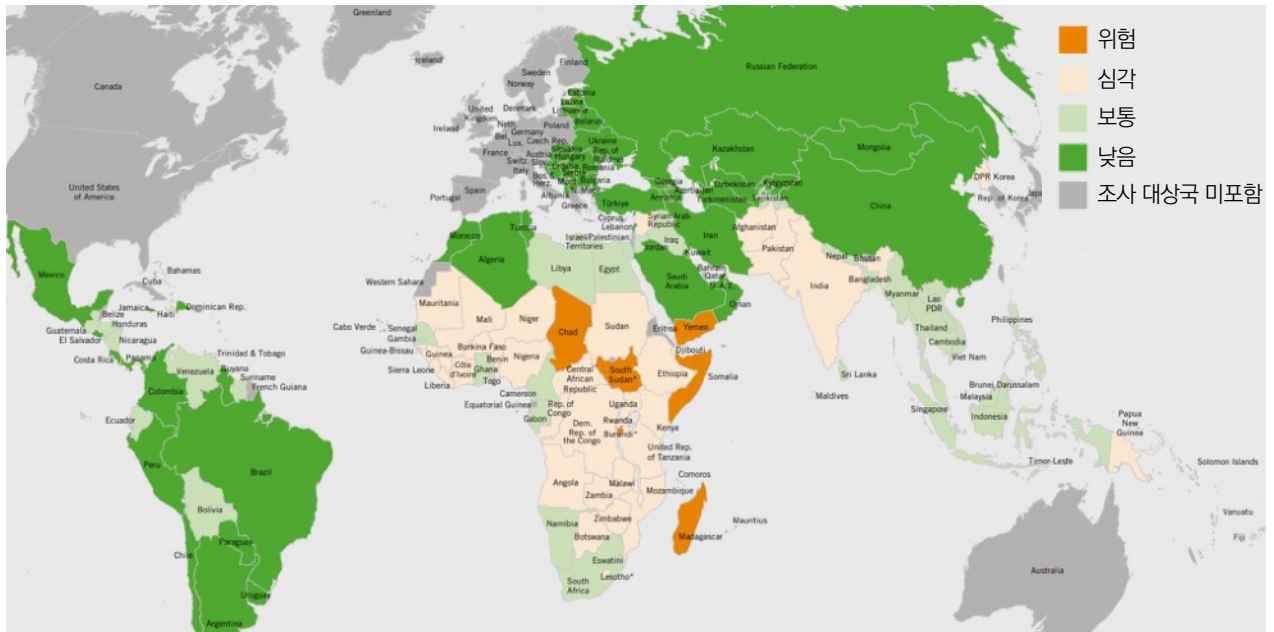 Greenland
위험
심각
보통
낮음
조사 대상국 미포함
Iceland
Canada
Sweden
Finland
Norway
Russian Federation
Estonia
Latvia
Lithuania
United
Kingdom
Denmark
Ireland
Neth.
Belarus
Bel.
Germany
Poland
Lux.
Czech Rep.
Ukraine
France
Austria
Slovakia
Hungary
Rep. of
Moldova
Switz.
Slov.
Croatia
Romania
Italy
Bos. &
Herz.
Serbia
Mont.
Bulgaria
N. Mac.
Albania
Greece
Portugal
Spain
Kazakhstan
Mongolia
Georgia
Armenia
Azerbaijan
Uzbekistan
Turkmenistan
Kyrgyzstan
Tajikistan
DPR Korea
Rep. of Korea
Japa
China
Türkiye
United States
of America
Cyprus
Lebanon
Syrian Arab
Republic
Israel/Palestinian
Territories
Iraq
Jordan
Iran
Kuwait
Afghanistan
Pakistan
Nepal
Bhutan
Bangladesh
India
Myanmar
Lao
PDR
Thailand
Cambodia
Viet Nam
Philippines
Morocco
Tunisia
Algeria
Libya
Egypt
Western Sahara
Saudi
Arabia
Bahrain
Qatar
U. A. E.
Oman
Mexico
Bahamas
Cuba
Jamaica
Belize
Haiti
Dominican Rep.
Honduras
Guatemala
El Salvador
Nicaragua
Costa Rica
Panama
Trinidad & Tobago
Venezuela
Guyana
Suriname
French Guiana
Colombia
Ecuador
Peru
Brazil
Bolivia
Paraguay
Chile
Uruguay
Argentina
Mauritania
Mali
Niger
Chad
Sudan
Eritrea
Yemen
Djibouti
Cabo Verde
Senegal
Gambia
Guinea-Bissau
Guinea
Burkina Faso
Benin
Nigeria
Sierra Leone
Côte
d'Ivoire
Ghana
Togo
Liberia
Central
African
Republic
South
Sudan*
Ethiopia
Somalia
Cameroon
Equatorial Guinea
Gabon
Rep. of
Congo
Uganda
Rwanda
Burundi*
Kenya
Dem.
Rep. of
the Congo
United Rep.
of Tanzania
Comoros
Angola
Malawi
Zambia
Mozambique
Zimbabwe
Namibia
Botswana
Madagascar
Mauritius
Eswatini
Lesotho*
South
Africa
Sri Lanka
Maldives
Brunei Darussalam
Malaysia
Singapore
Indonesia
Timor-Leste
Papua
New
Guinea
Solomon Islands
Vanuatu
Fiji
Australia